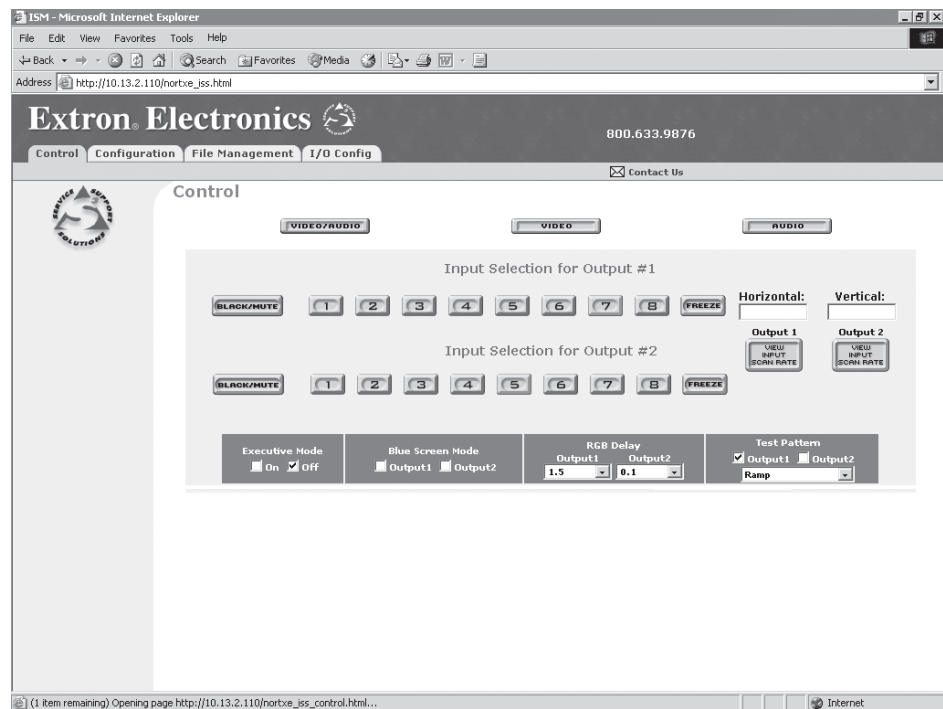 ISM - Microsoft Internet Explorer
File Edit View Favorites Tools Help
Back Search Favorites Media
Address http://10.13.2.110/nortxe_iss.html
Extron Electronics
800.633.9876
Control Configuration File Management I/O Config
Contact Us
SERVICE SUPPORT SOLUTIONS
Control
VIDEO/AUDIO VIDEO AUDIO
Input Selection for Output #1
BLACK/MUTE 1 2 3 4 5 6 7 8 FREEZE
Horizontal: Vertical:
Output 1 Output 2
VIEW INPUT SCAN RATE VIEW INPUT SCAN RATE
Input Selection for Output #2
BLACK/MUTE 1 2 3 4 5 6 7 8 FREEZE
Executive Mode
On Off
Blue Screen Mode
Output1 Output2
RGB Delay
Output1 Output2
1.5 0.1
Test Pattern
Output1 Output2
Ramp
(1 item remaining) Opening page http://10.13.2.110/nortxe_iss_control.html...
Internet